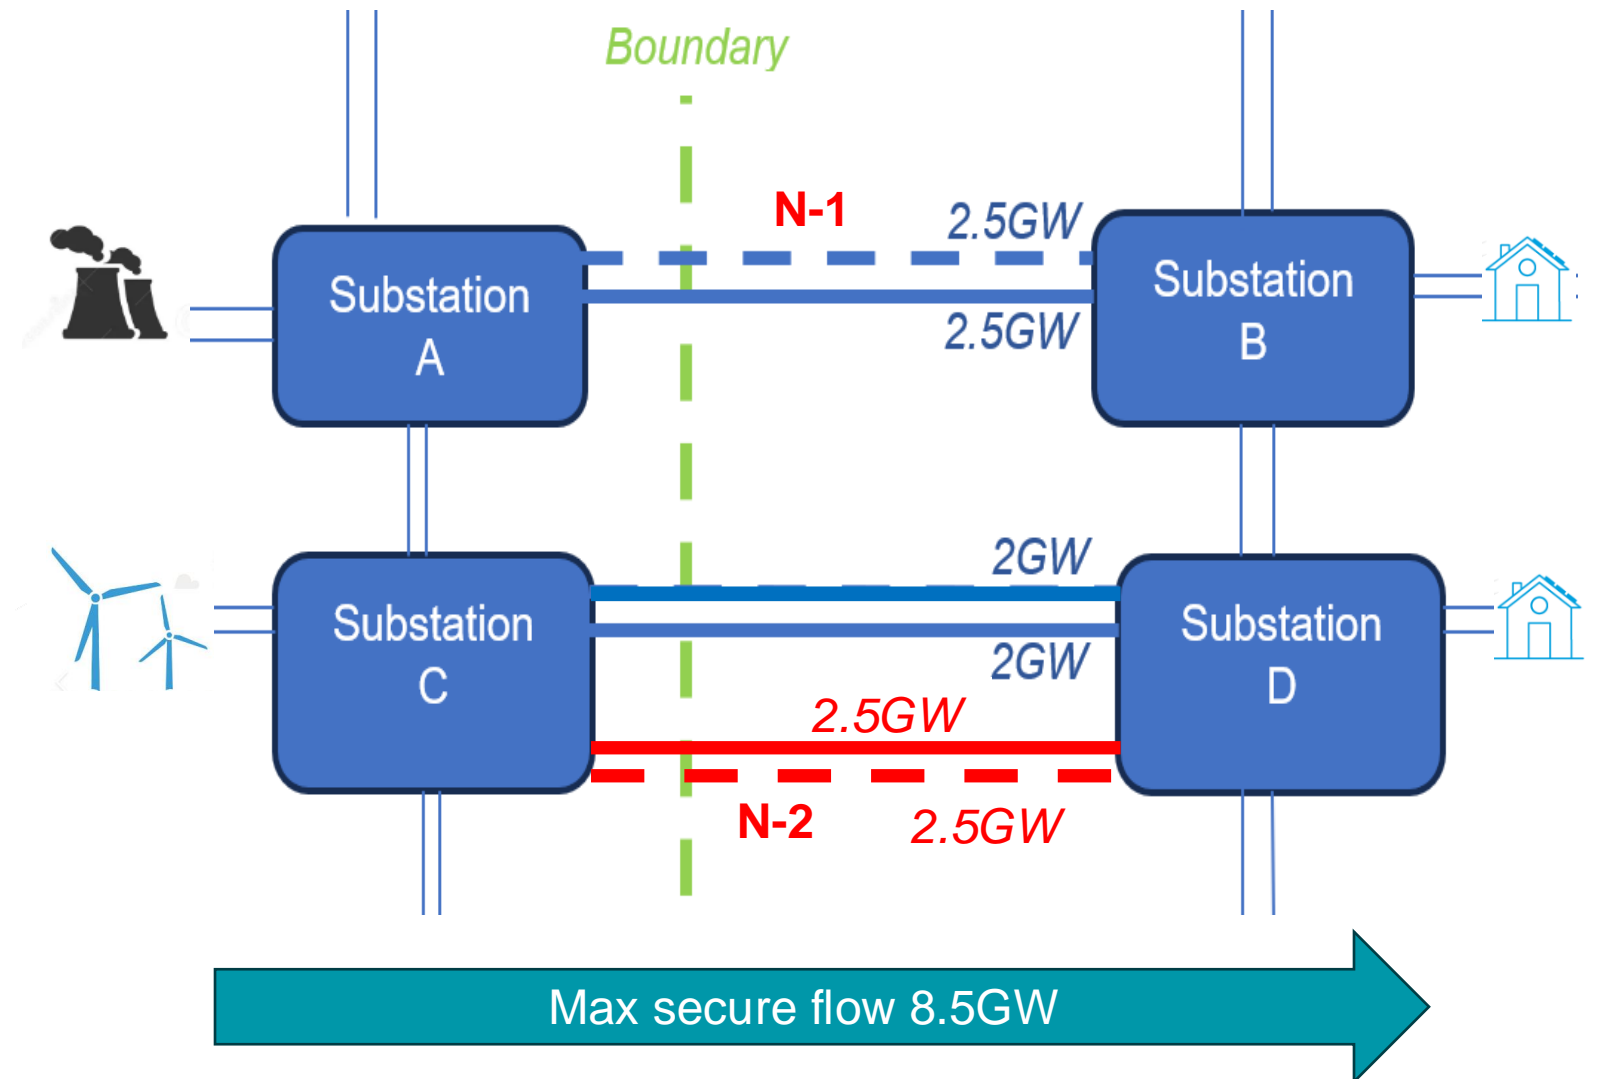 Boundary
N-1
2.5GW
Substation
A
2.5GW
Substation
B
2GW
Substation
C
2GW
Substation
D
2.5GW
N-2
2.5GW
Max secure flow 8.5GW